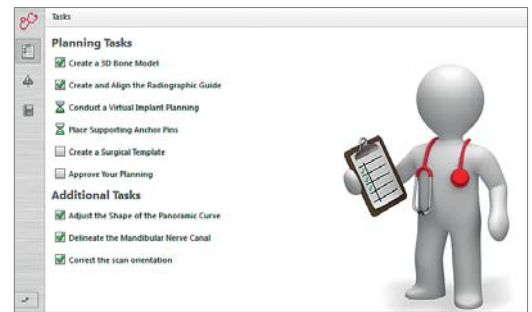 Tasks
Planning Tasks
Create a 3D Bone Model
Create and Align the Radiographic Guide
Conduct a Virtual Implant Planning
Place Supporting Anchor Pins
Create a Surgical Template
Approve Your Planning
Additional Tasks
Adjust the Shape of the Panoramic Curve
Delineate the Mandibular Nerve Canal
Correct the scan orientation